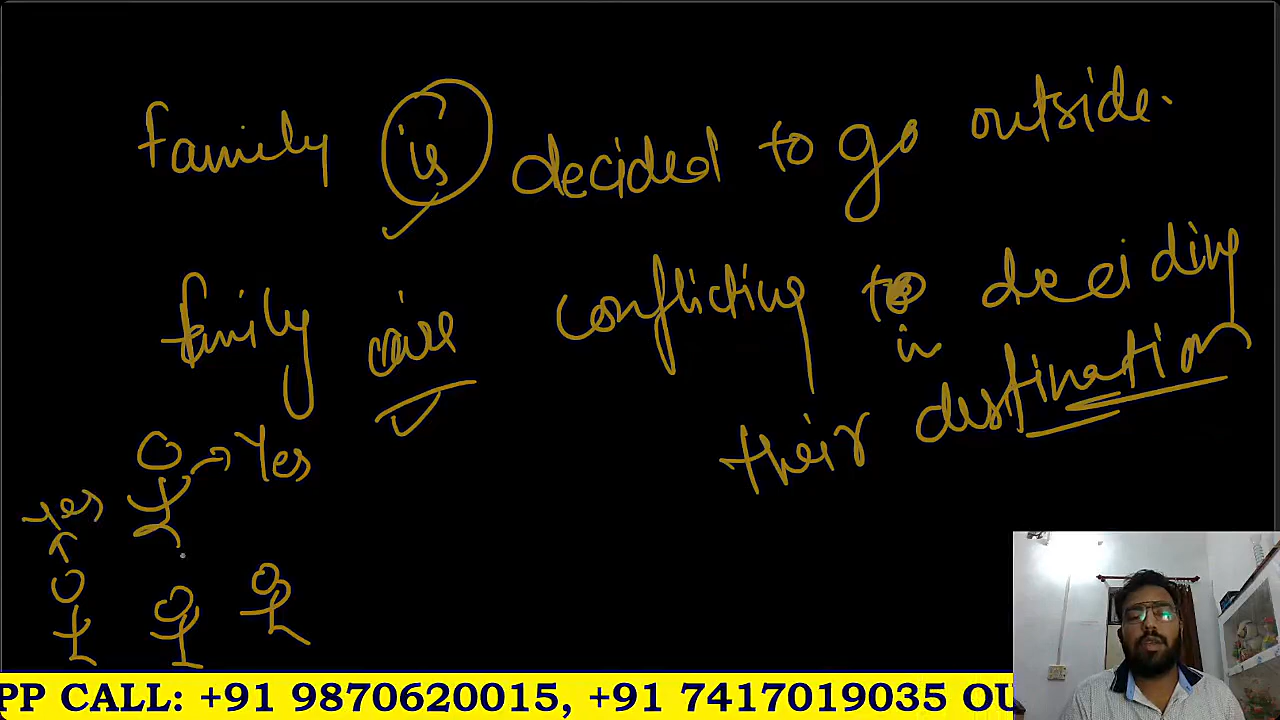 family is decided to go outside.
family are conflicting to deciding
in
their destination
Yes
yes
PP CALL: +91 9870620015, +91 7417019035 OU